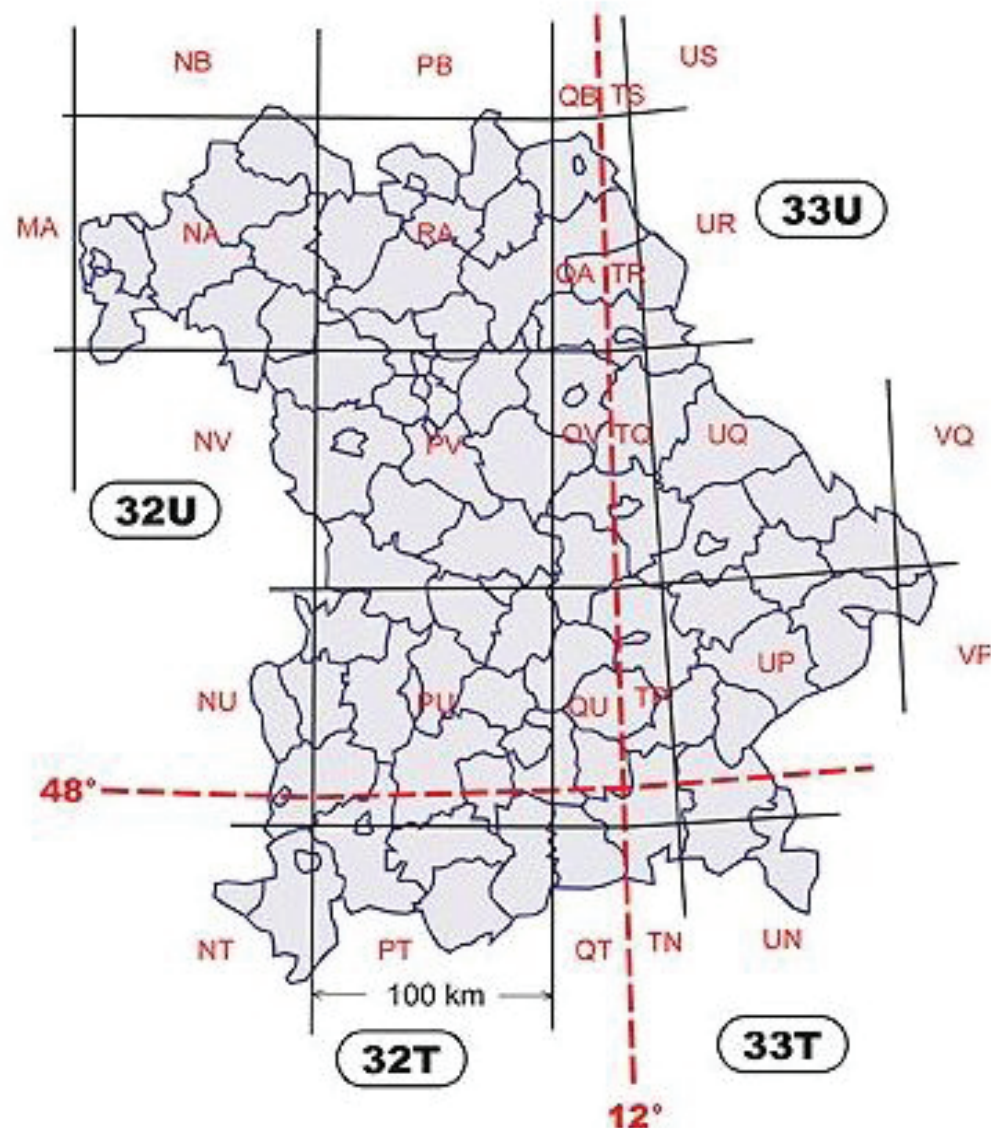 NB PB US
QB TS
MA NA RA UR 33U
QA TR
NV PV QV TQ UQ VQ
32U
NU PU QU TP UP VP
48°
NT PT QT TN UN
100 km
32T 33T
12°